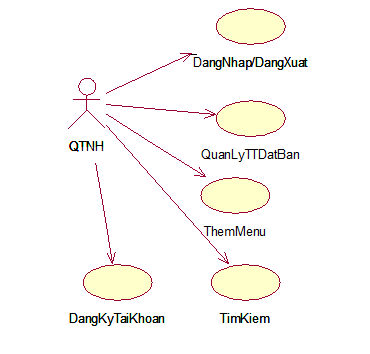 DangNhap/DangXuat
QTNH
QuanLyTTDatBan
ThemMenu
DangKyTaiKhoan
TimKiem